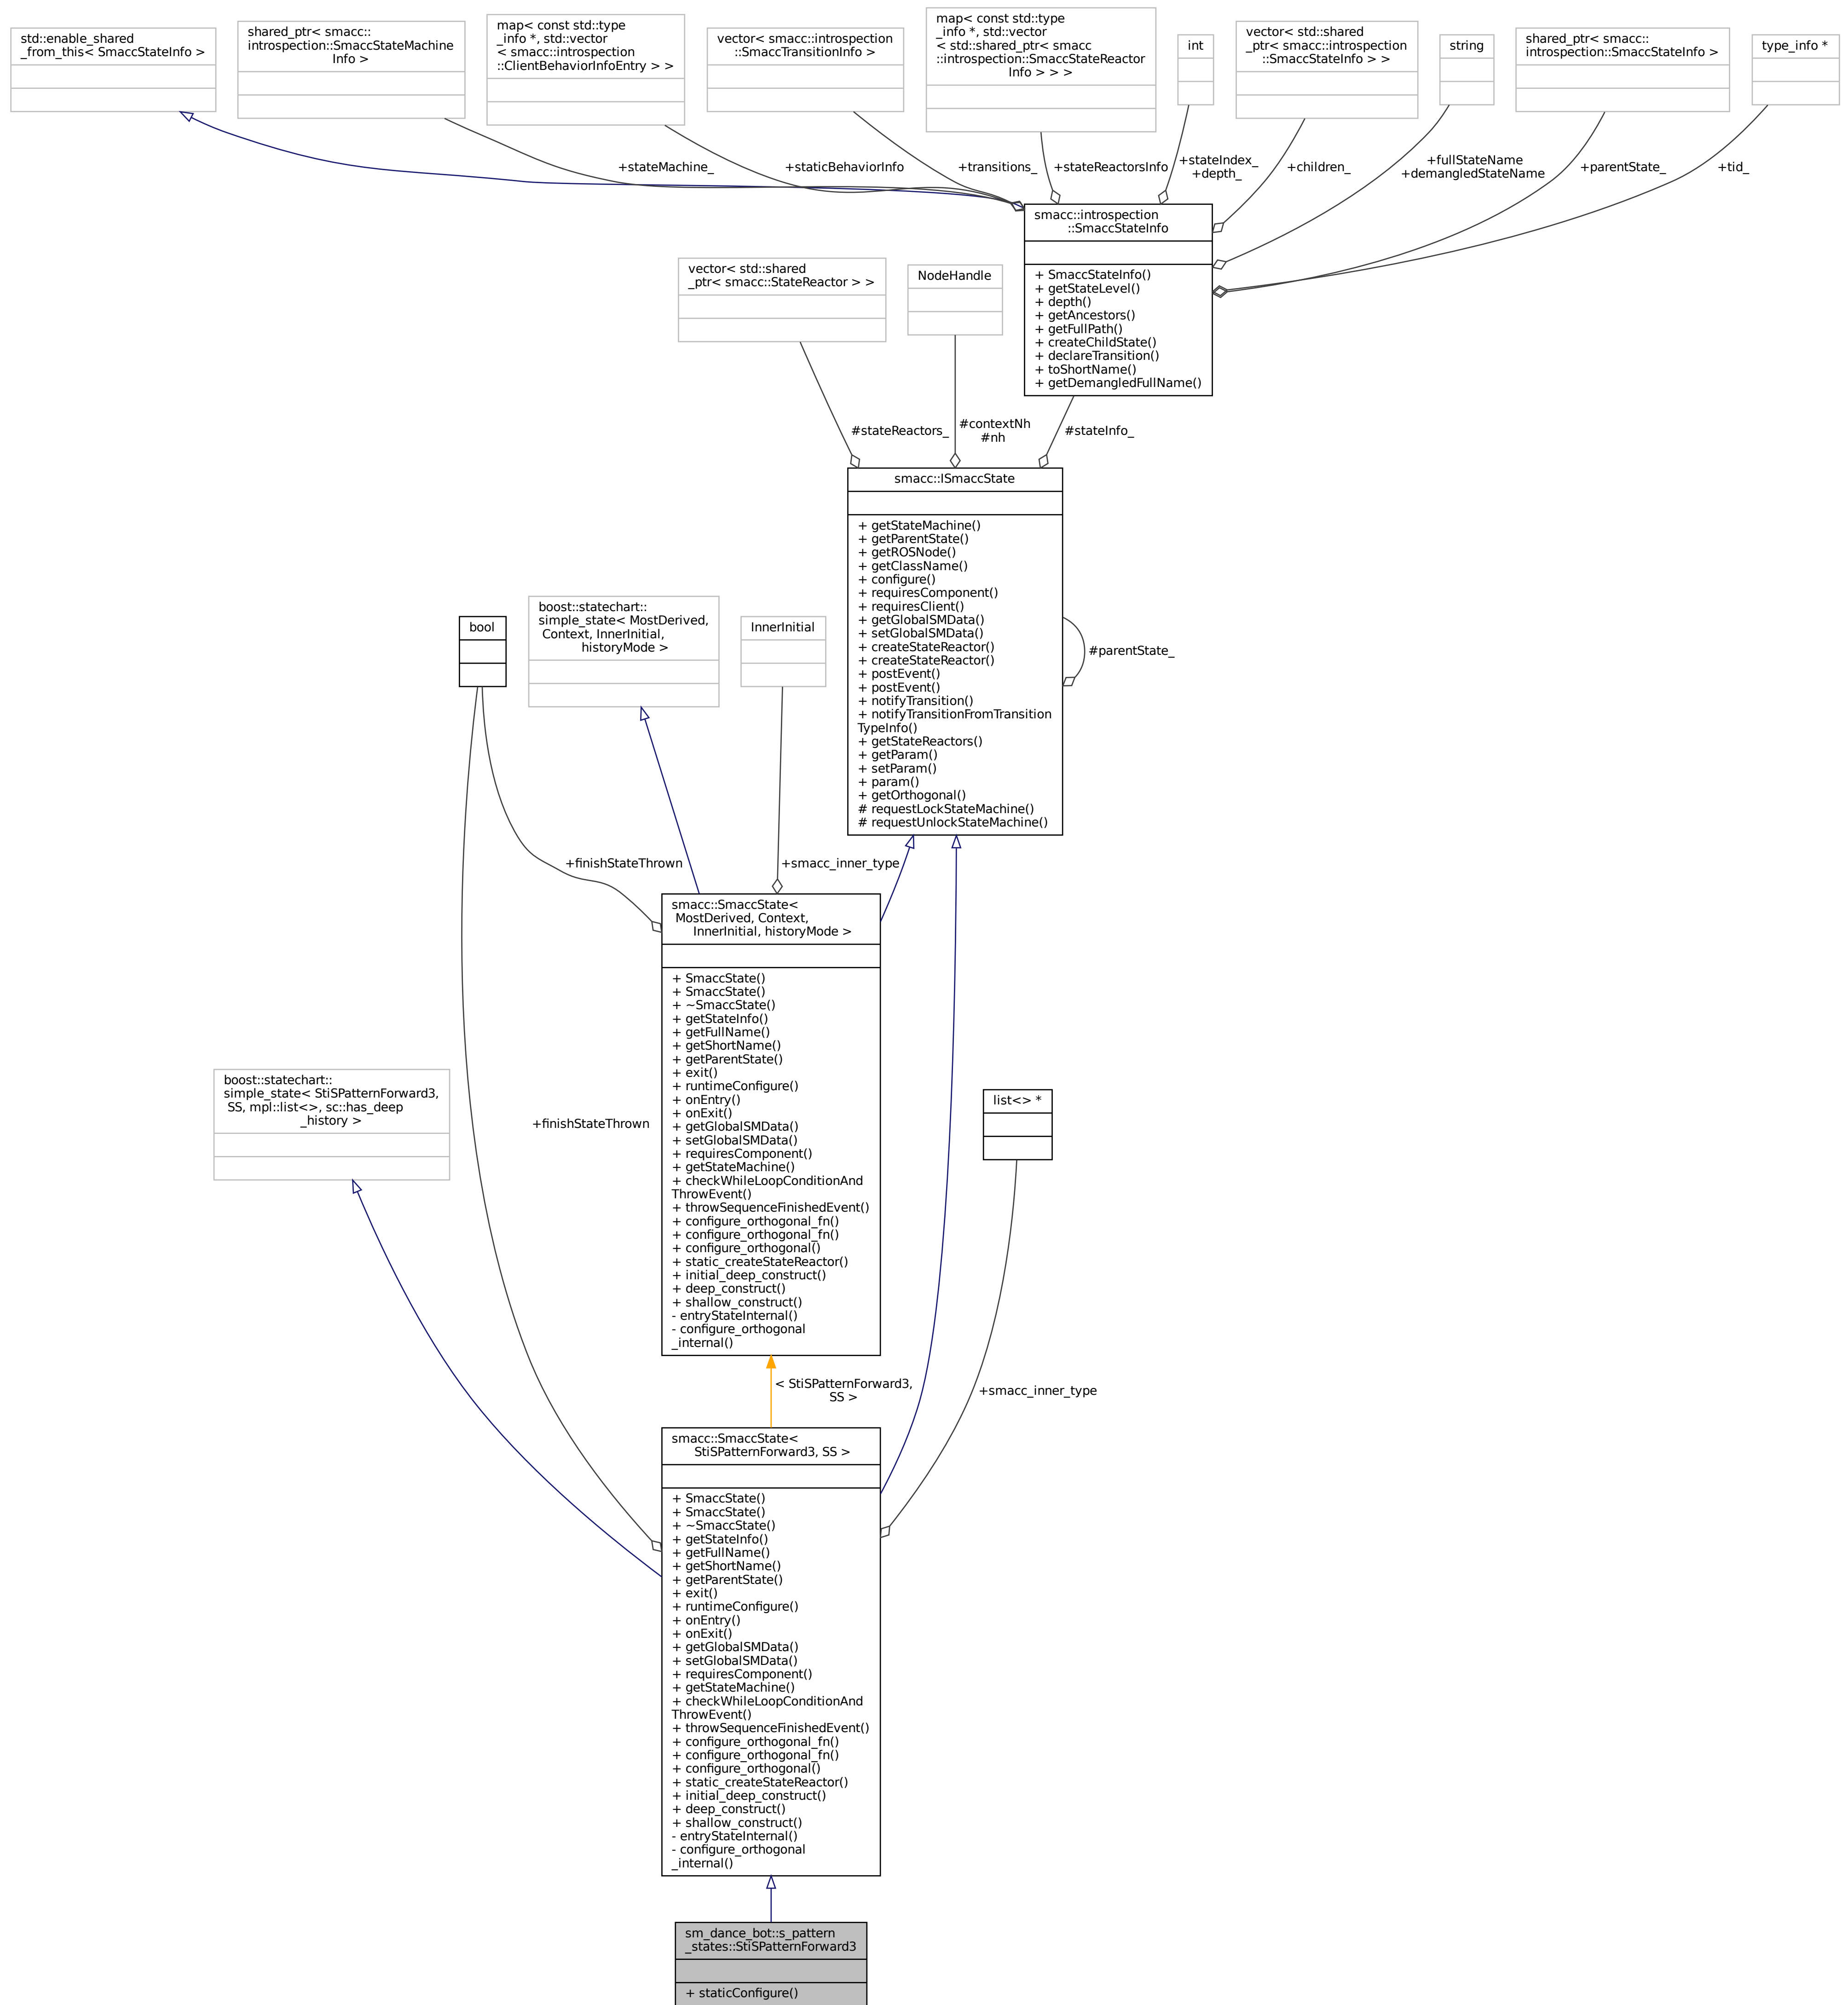 std::enable_shared
_from_this< SmaccStateInfo >
shared_ptr< smacc::
introspection::SmaccStateMachine
Info >
map< const std::type
_info *, std::vector
< smacc::introspection
::ClientBehaviorInfoEntry > >
vector< smacc::introspection
::SmaccTransitionInfo >
map< const std::type
_info *, std::vector
< std::shared_ptr< smacc
::introspection::SmaccStateReactor
Info > > >
int
vector< std::shared
_ptr< smacc::introspection
::SmaccStateInfo > >
string
shared_ptr< smacc::
introspection::SmaccStateInfo >
type_info *
+stateMachine_
+staticBehaviorInfo
+transitions_
+stateReactorsInfo
+stateIndex_
+depth_
+children_
+fullStateName
+demangledStateName
+parentState_
+tid_
smacc::introspection
::SmaccStateInfo
+ SmaccStateInfo()
+ getStateLevel()
+ depth()
+ getAncestors()
+ getFullPath()
+ createChildState()
+ declareTransition()
+ toShortName()
+ getDemangledFullName()
vector< std::shared
_ptr< smacc::StateReactor > >
NodeHandle
#stateReactors_
#contextNh
#nh
#stateInfo_
smacc::ISmaccState
+ getStateMachine()
+ getParentState()
+ getROSNode()
+ getClassName()
+ configure()
+ requiresComponent()
+ requiresClient()
+ getGlobalSMData()
+ setGlobalSMData()
+ createStateReactor()
+ createStateReactor()
+ postEvent()
+ postEvent()
+ notifyTransition()
+ notifyTransitionFromTransition
TypeInfo()
+ getStateReactors()
+ getParam()
+ setParam()
+ param()
+ getOrthogonal()
# requestLockStateMachine()
# requestUnlockStateMachine()
#parentState_
bool
boost::statechart::
simple_state< MostDerived,
Context, InnerInitial,
historyMode >
InnerInitial
+finishStateThrown
+smacc_inner_type
smacc::SmaccState<
MostDerived, Context,
InnerInitial, historyMode >
+ SmaccState()
+ SmaccState()
+ ~SmaccState()
+ getStateInfo()
+ getFullName()
+ getShortName()
+ getParentState()
+ exit()
+ runtimeConfigure()
+ onEntry()
+ onExit()
+ getGlobalSMData()
+ setGlobalSMData()
+ requiresComponent()
+ getStateMachine()
+ checkWhileLoopConditionAnd
ThrowEvent()
+ throwSequenceFinishedEvent()
+ configure_orthogonal_fn()
+ configure_orthogonal_fn()
+ configure_orthogonal()
+ static_createStateReactor()
+ initial_deep_construct()
+ deep_construct()
+ shallow_construct()
- entryStateInternal()
- configure_orthogonal
_internal()
boost::statechart::
simple_state< StiSPatternForward3,
SS, mpl::list<>, sc::has_deep
_history >
+finishStateThrown
list<> *
< StiSPatternForward3,
SS >
+smacc_inner_type
smacc::SmaccState<
StiSPatternForward3, SS >
+ SmaccState()
+ SmaccState()
+ ~SmaccState()
+ getStateInfo()
+ getFullName()
+ getShortName()
+ getParentState()
+ exit()
+ runtimeConfigure()
+ onEntry()
+ onExit()
+ getGlobalSMData()
+ setGlobalSMData()
+ requiresComponent()
+ getStateMachine()
+ checkWhileLoopConditionAnd
ThrowEvent()
+ throwSequenceFinishedEvent()
+ configure_orthogonal_fn()
+ configure_orthogonal_fn()
+ configure_orthogonal()
+ static_createStateReactor()
+ initial_deep_construct()
+ deep_construct()
+ shallow_construct()
- entryStateInternal()
- configure_orthogonal
_internal()
sm_dance_bot::s_pattern
_states::StiSPatternForward3
+ staticConfigure()